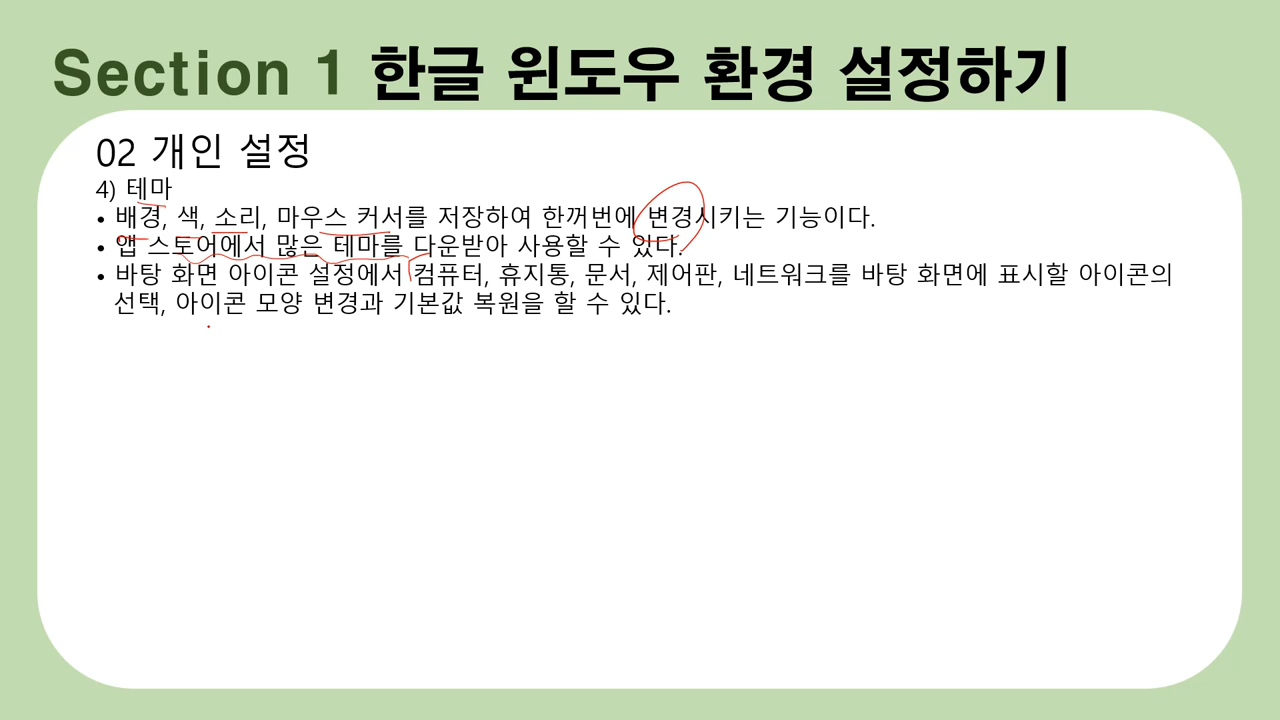 Section 1 한글 윈도우 환경 설정하기
02 개인 설정
4) 테마
• 배경, 색, 소리, 마우스 커서를 저장하여 한꺼번에 변경시키는 기능이다.
• 앱 스토어에서 많은 테마를 다운받아 사용할 수 있다.
• 바탕 화면 아이콘 설정에서 컴퓨터, 휴지통, 문서, 제어판, 네트워크를 바탕 화면에 표시할 아이콘의
선택, 아이콘 모양 변경과 기본값 복원을 할 수 있다.